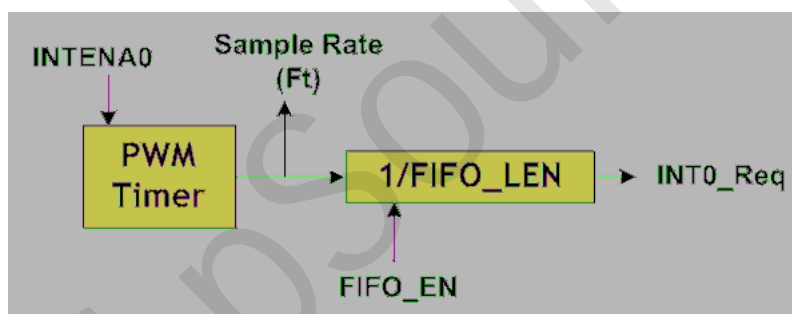 INTENA0
Sample Rate
(Ft)
PWM
Timer
1/FIFO_LEN
INT0_Req
FIFO_EN